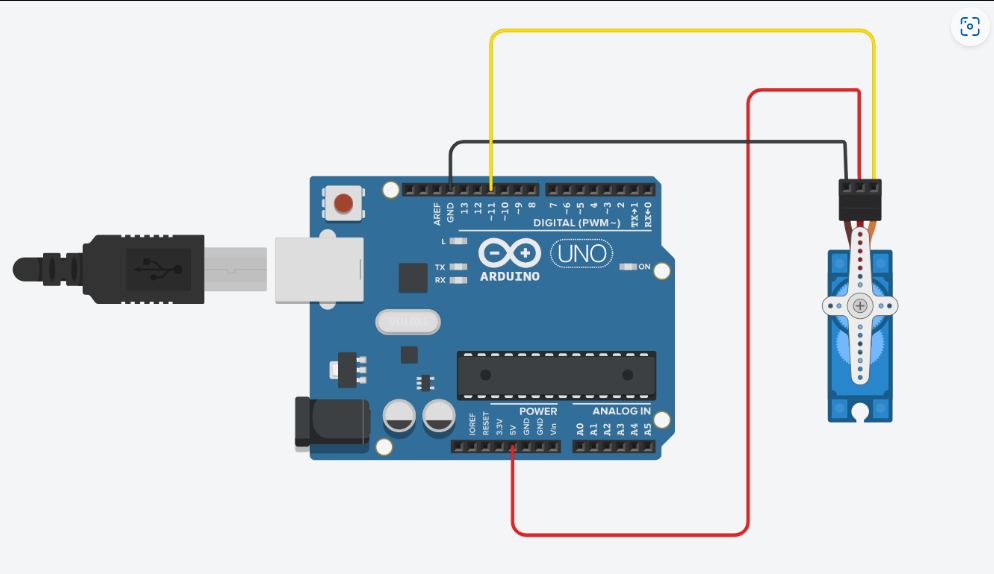 AREF
GND
13
12
~11
~10
~9
8
7
~6
~5
4
~3
2
TX→1
RX←0
DIGITAL (PWM~)
L
TX
RX
ARDUINO
UNO
ON
IOREF
RESET
3.3V
5V
GND
GND
Vin
POWER
ANALOG IN
A0
A1
A2
A3
A4
A5